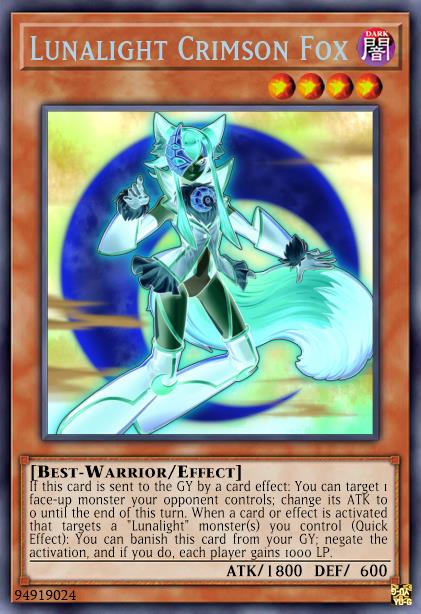 Lunalight Crimson Fox
DARK
闇
[Best-Warrior/Effect]
If this card is sent to the GY by a card effect: You can target 1
face-up monster your opponent controls; change its ATK to
0 until the end of this turn. When a card or effect is activated
that targets a "Lunalight" monster(s) you control (Quick
Effect): You can banish this card from your GY; negate the
activation, and if you do, each player gains 1000 LP.
ATK/1800 DEF/ 600
94919024